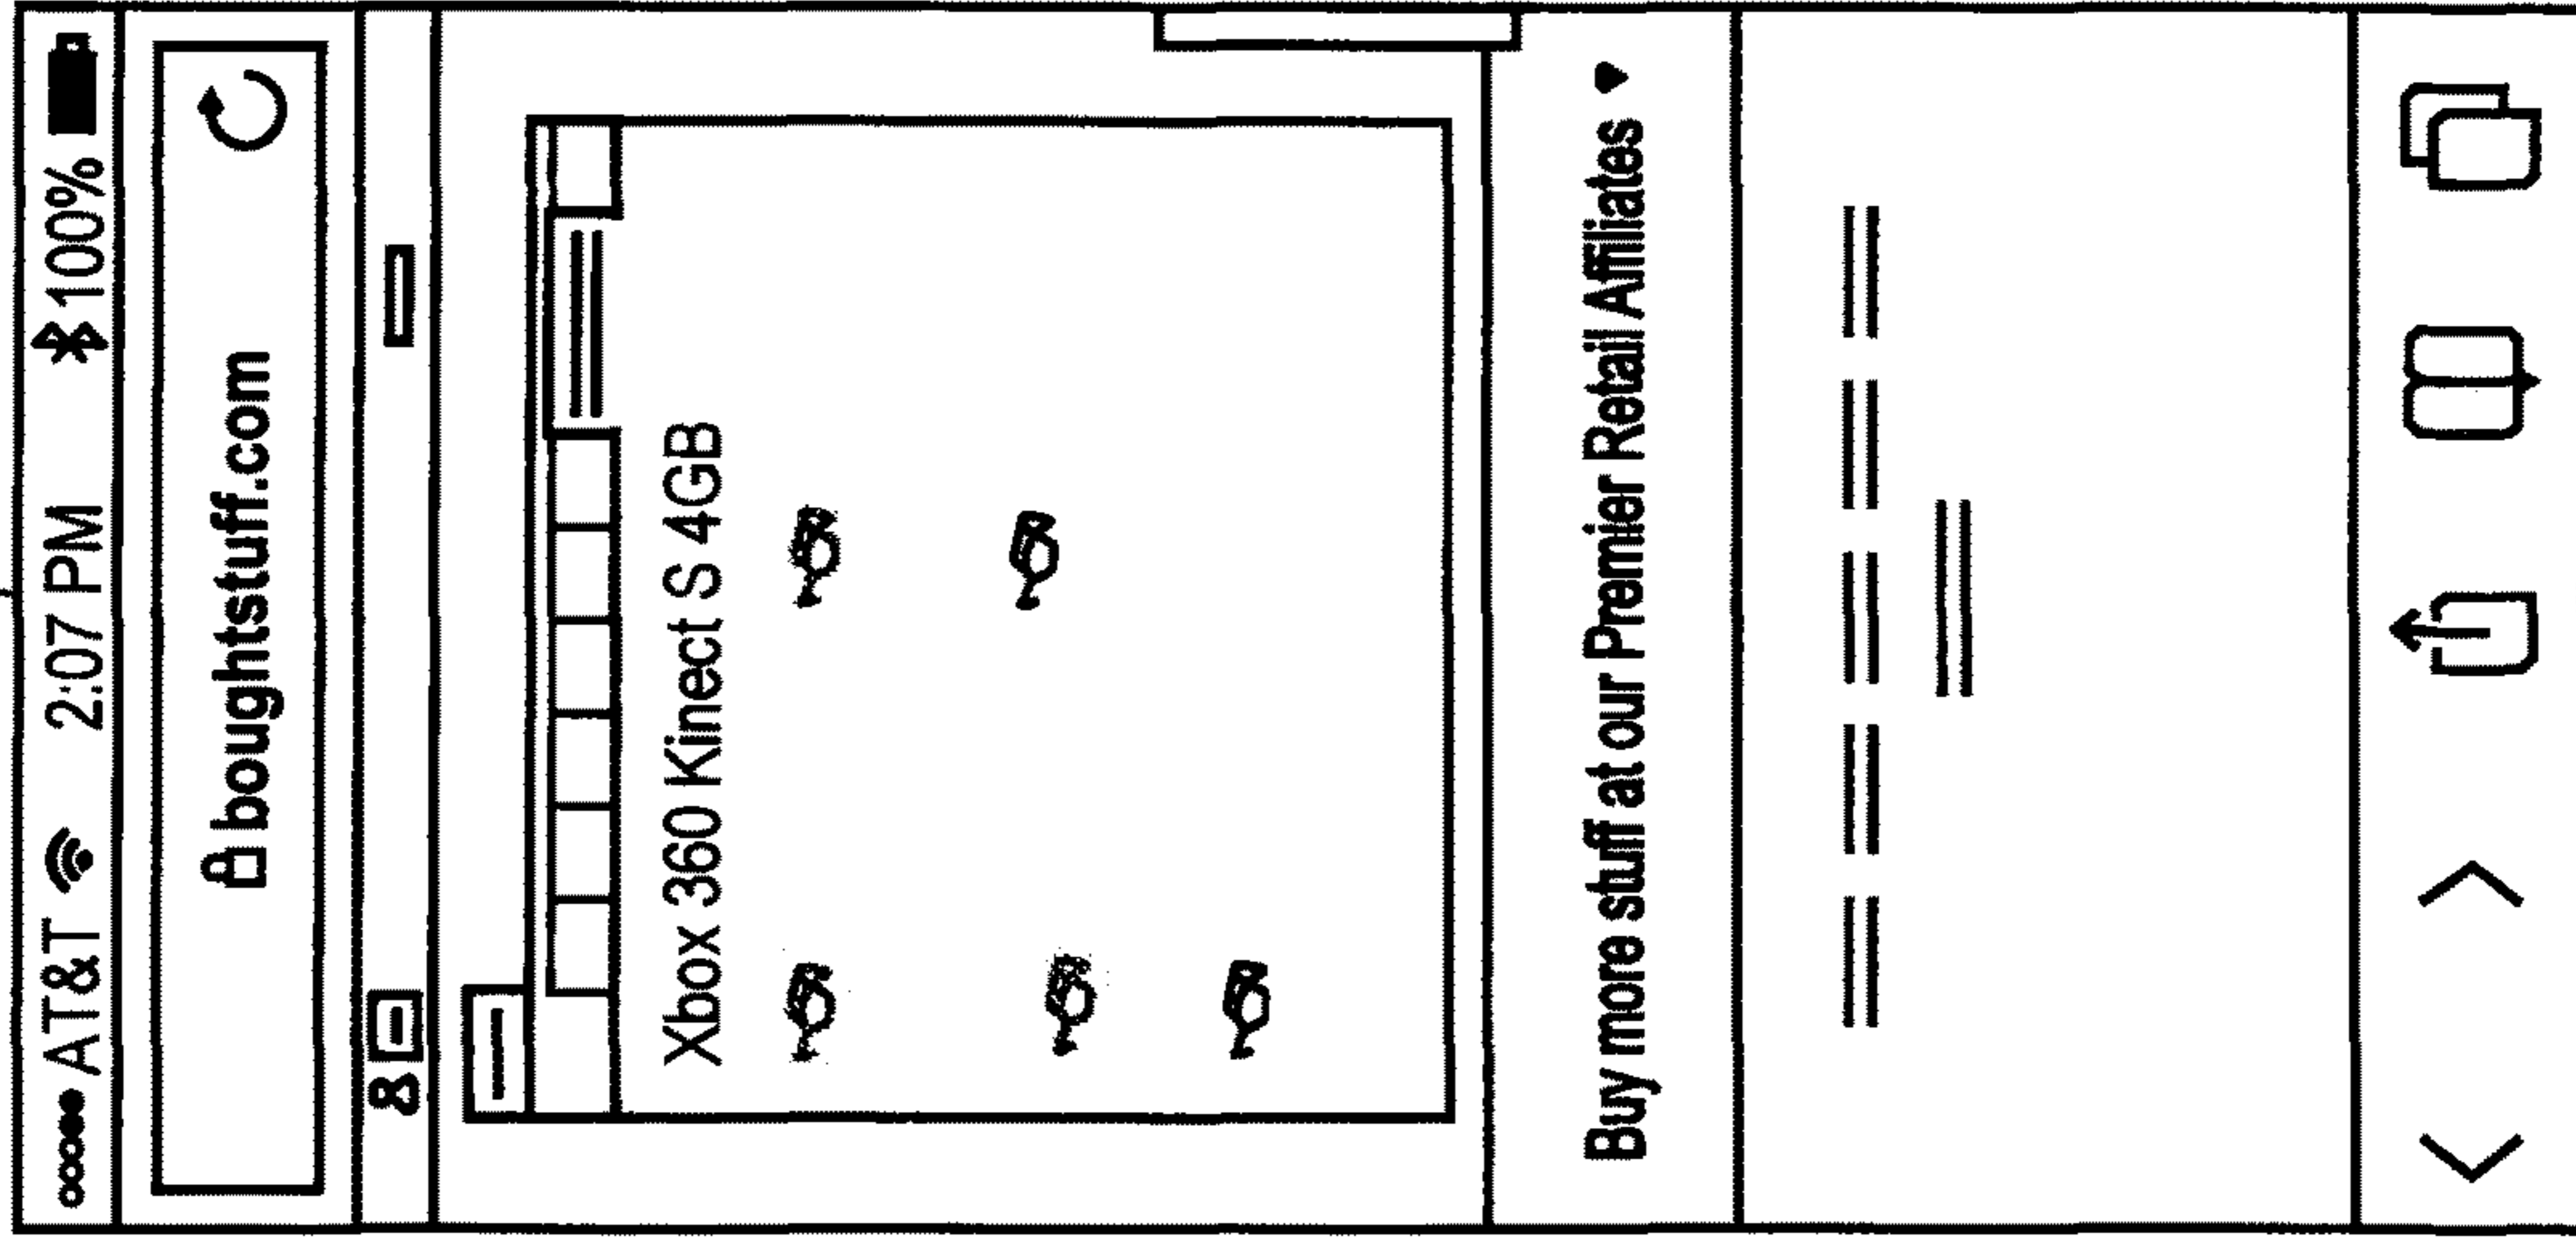 AT&T 2:07 PM 100%
boughtstuff.com
Xbox 360 Kinect S 4GB
Buy more stuff at our Premier Retail Affiliates